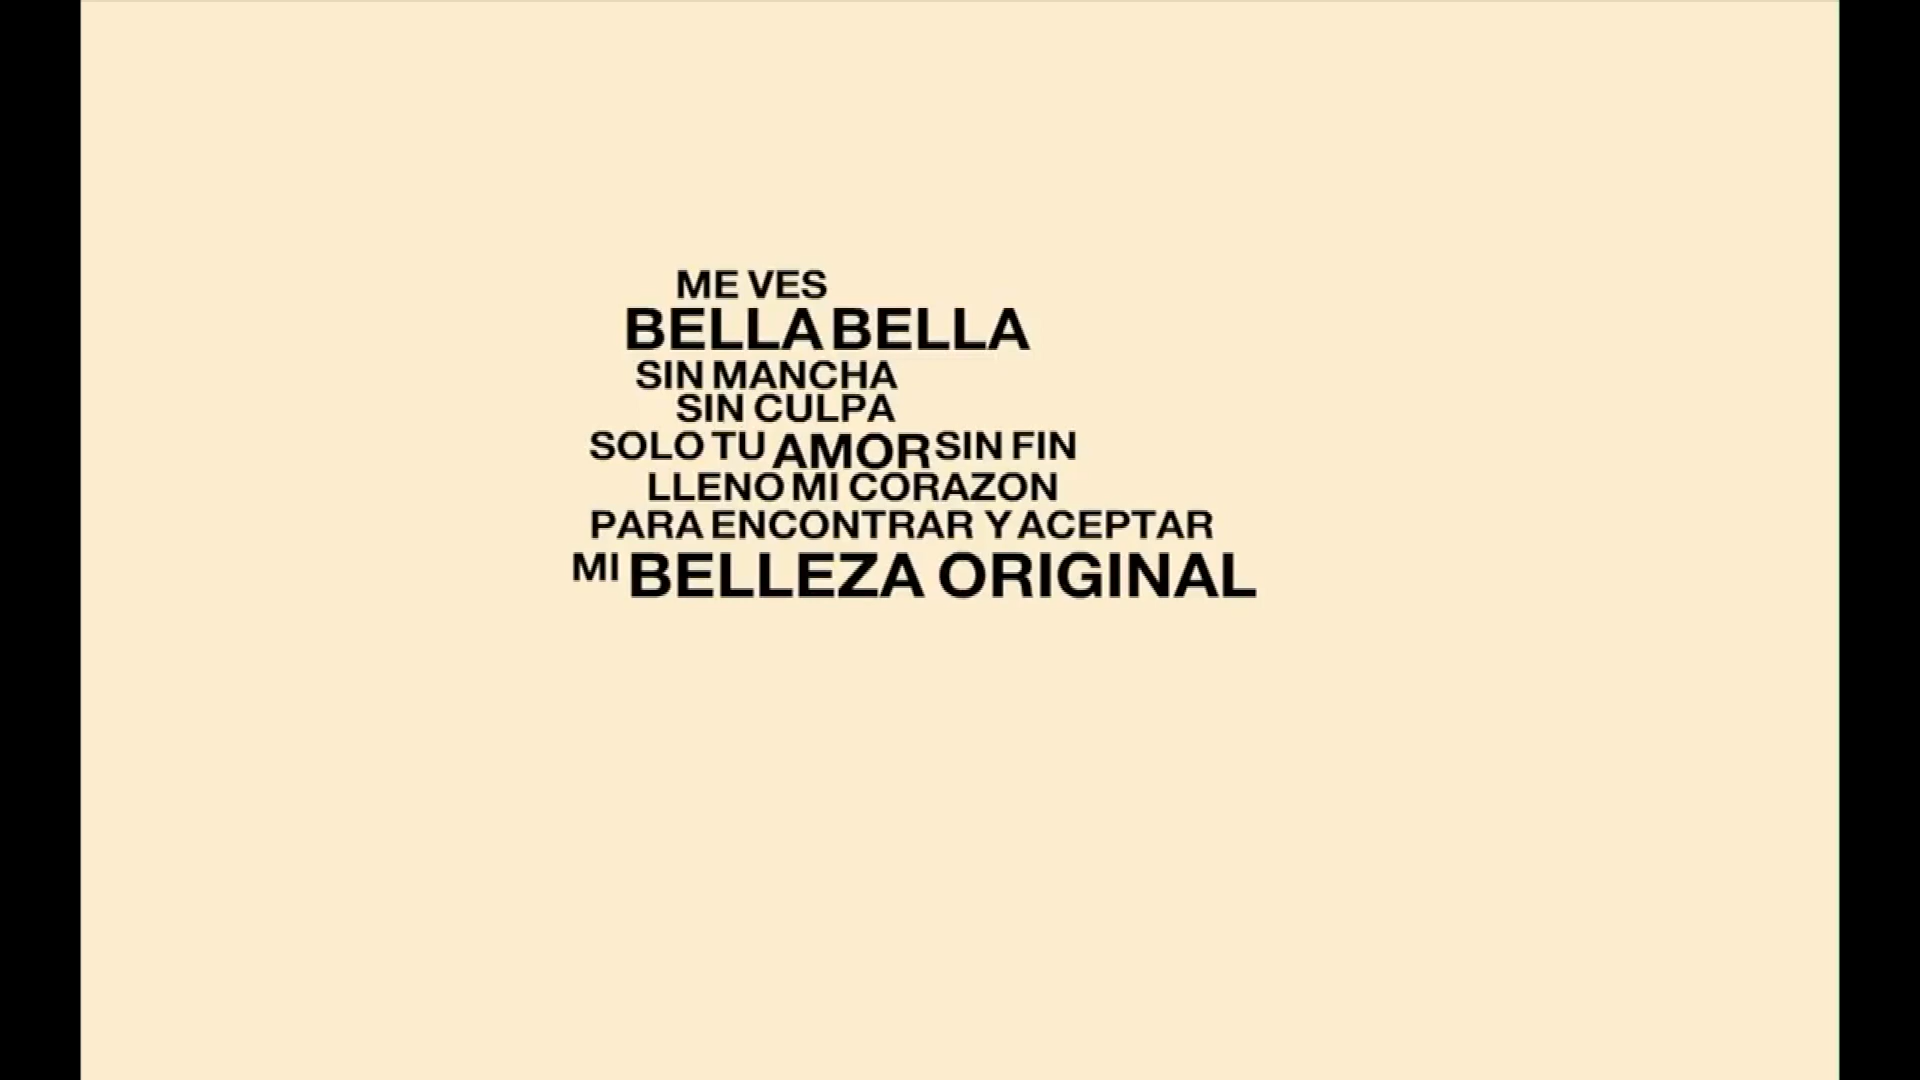 ME VES
BELLA BELLA
SIN MANCHA
SIN CULPA
SOLO TU AMOR SIN FIN
LLENO MI CORAZON
PARA ENCONTRAR Y ACEPTAR
MI BELLEZA ORIGINAL